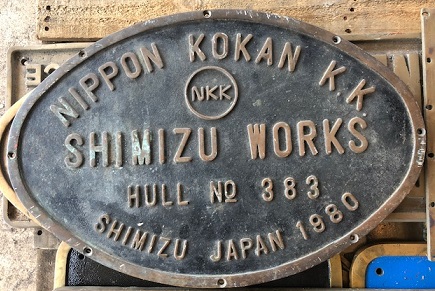 NIPPON KOKAN K.K.
NKK
SHIMIZU WORKS
HULL No 383
SHIMIZU JAPAN 1980